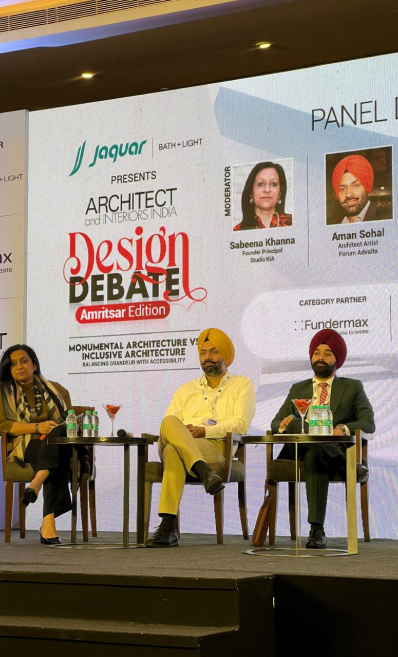 JAQUAR | BATH + LIGHT
PRESENTS
ARCHITECT
and INTERIORS INDIA
Design
DEBATE
Amritsar Edition
MONUMENTAL ARCHITECTURE VS
INCLUSIVE ARCHITECTURE
BALANCING GRANDEUR WITH ACCESSIBILITY
PANEL
MODERATOR
Sabeena Khanna
Founder Principal
Studio KIA
Aman Sohal
Architect Artist
Forum Advaita
CATEGORY PARTNER
Fundermax
LIGHT